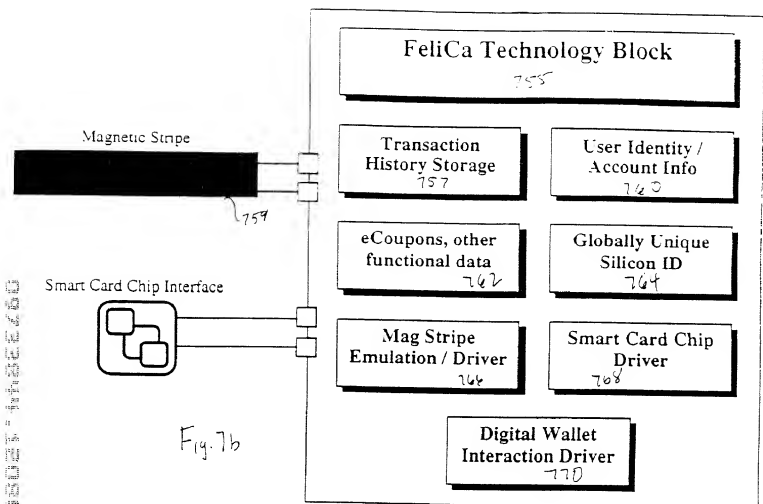 FeliCa Technology Block
755
Magnetic Stripe
759
Transaction
History Storage
757
User Identity /
Account Info
760
eCoupons, other
functional data
762
Globally Unique
Silicon ID
764
Smart Card Chip Interface
Mag Stripe
Emulation / Driver
766
Smart Card Chip
Driver
768
Digital Wallet
Interaction Driver
770
Fig. 7b